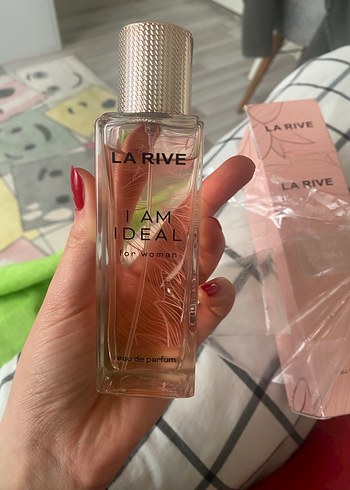 LA RIVE
I AM
IDEAL
for woman
eau de parfum
LA RIVE
LA RIVE